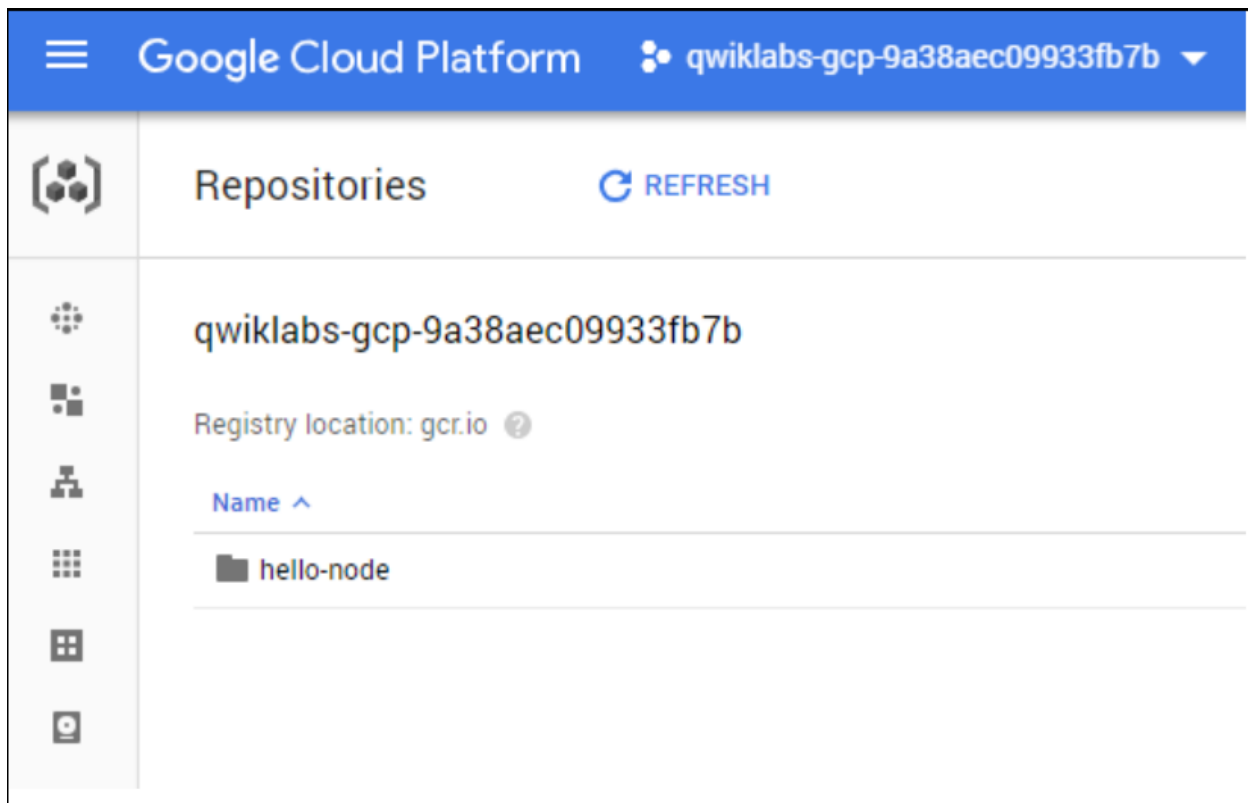 Google Cloud Platform qwiklabs-gcp-9a38aec09933fb7b
Repositories REFRESH
qwiklabs-gcp-9a38aec09933fb7b
Registry location: gcr.io
Name
hello-node